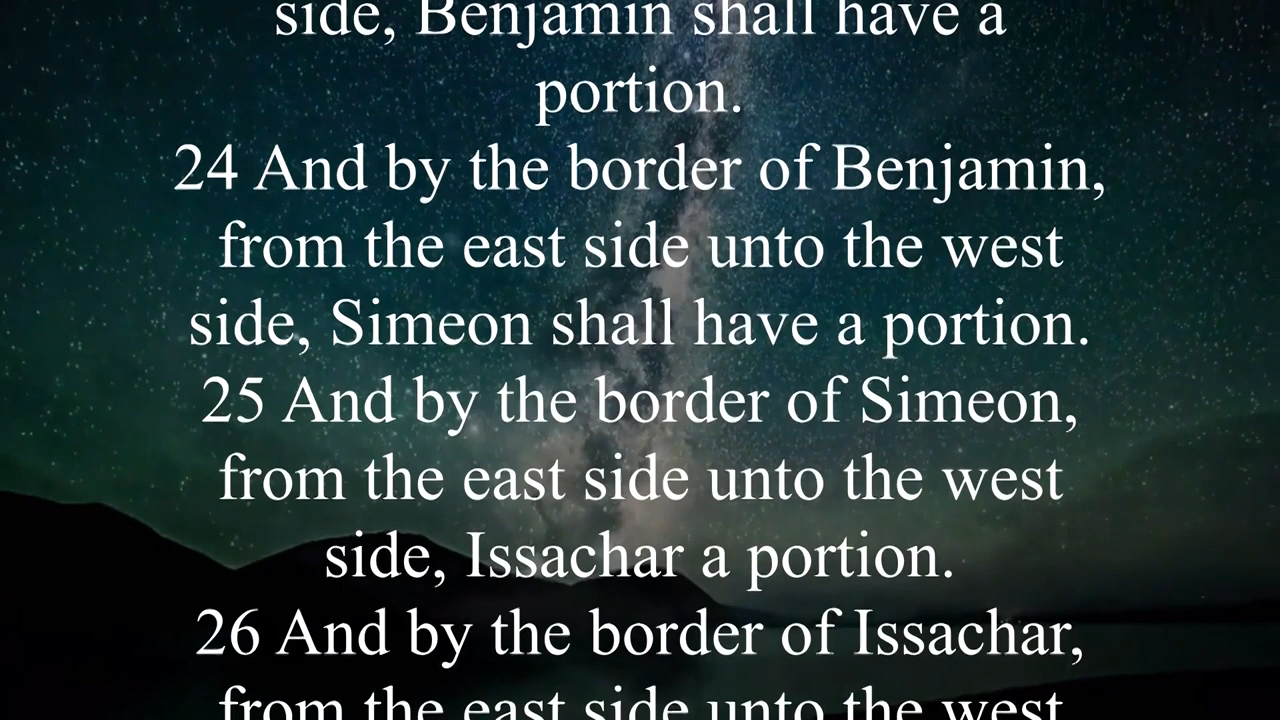 side, Benjamin shall have a
portion.
24 And by the border of Benjamin,
from the east side unto the west
side, Simeon shall have a portion.
25 And by the border of Simeon,
from the east side unto the west
side, Issachar a portion.
26 And by the border of Issachar,
from the east side unto the west